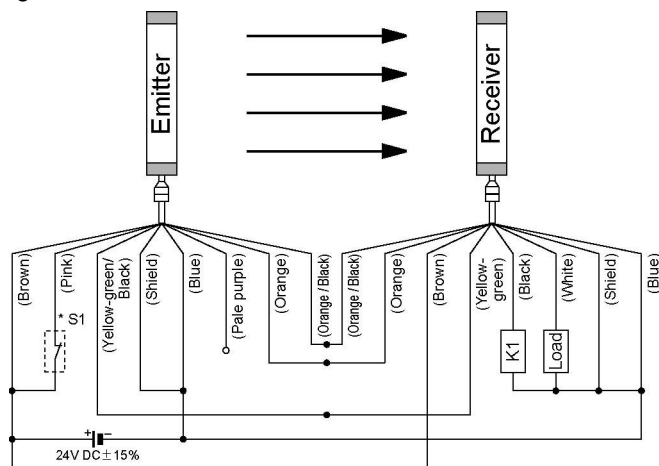 Emitter
Receiver
(Brown)
(Pink)
(Yellow-green/
Black)
(Shield)
(Blue)
(Pale purple)
(Orange)
(Orange / Black)
(Orange / Black)
(Orange)
(Brown)
(Yellow-
green)
(Black)
(White)
(Shield)
(Blue)
* S1
K1
Load
+ −
24V DC±15%